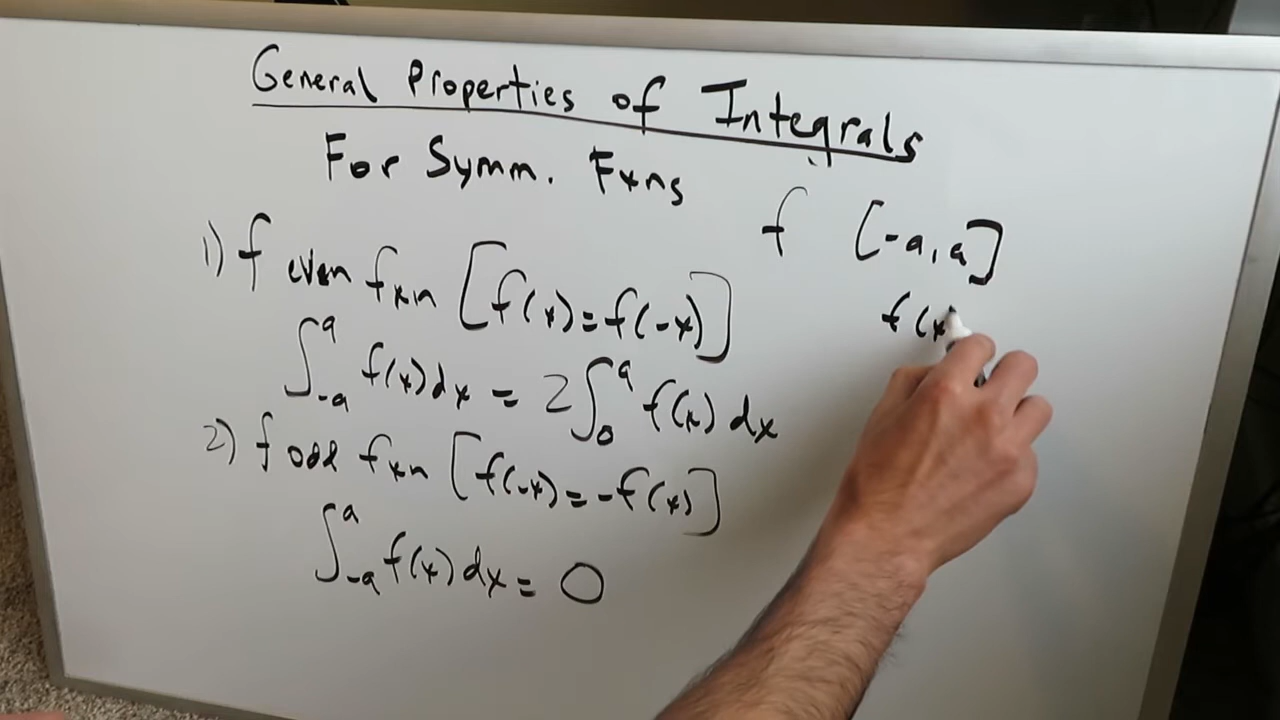 General Properties of Integrals
For Symm. Fxns
f [-a,a]
1) f even fxn [f(x)=f(-x)]
f(x
∫_{-a}^{a} f(x)dx = 2∫_{0}^{a} f(x) dx
2) f odd fxn [f(-x)=-f(x)]
∫_{-a}^{a} f(x)dx = 0